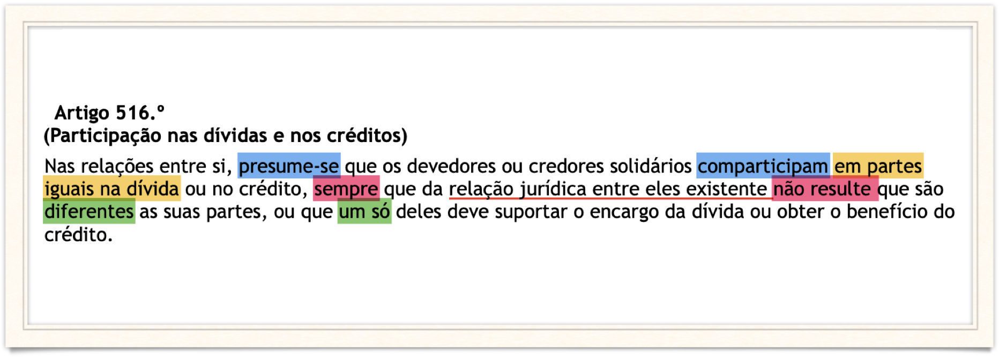 Artigo 516.º
(Participação nas dívidas e nos créditos)
Nas relações entre si, presume-se que os devedores ou credores solidários comparticipam em partes
iguais na dívida ou no crédito, sempre que da relação jurídica entre eles existente não resulte que são
diferentes as suas partes, ou que um só deles deve suportar o encargo da dívida ou obter o benefício do
crédito.